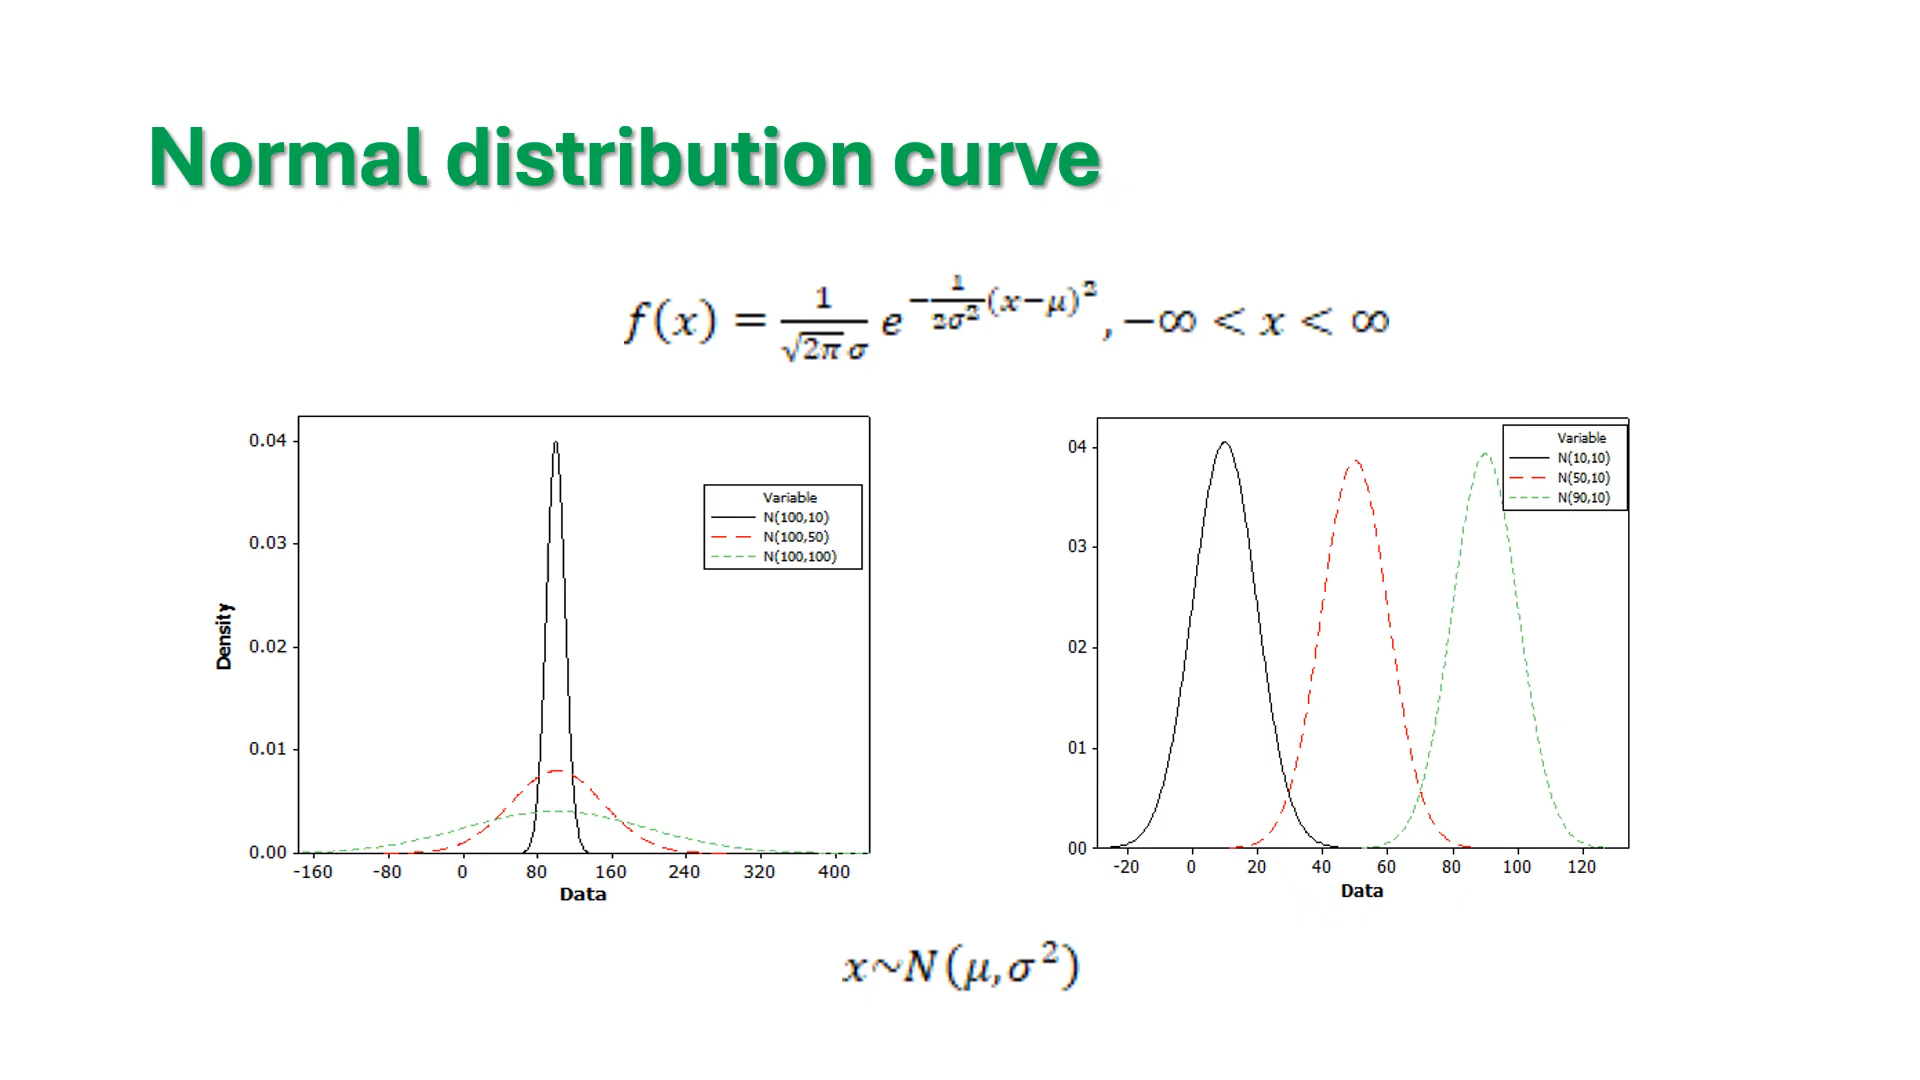 Normal distribution curve
f(x) = 1/(√2π σ) e^(−1/(2σ²)(x−μ)²), −∞ < x < ∞
0.04
0.03
0.02
0.01
0.00
Density
Variable
N(100,10)
N(100,50)
N(100,100)
-160 -80 0 80 160 240 320 400
Data
04
03
02
01
00
Variable
N(10,10)
N(50,10)
N(90,10)
-20 0 20 40 60 80 100 120
Data
x~N(μ,σ²)